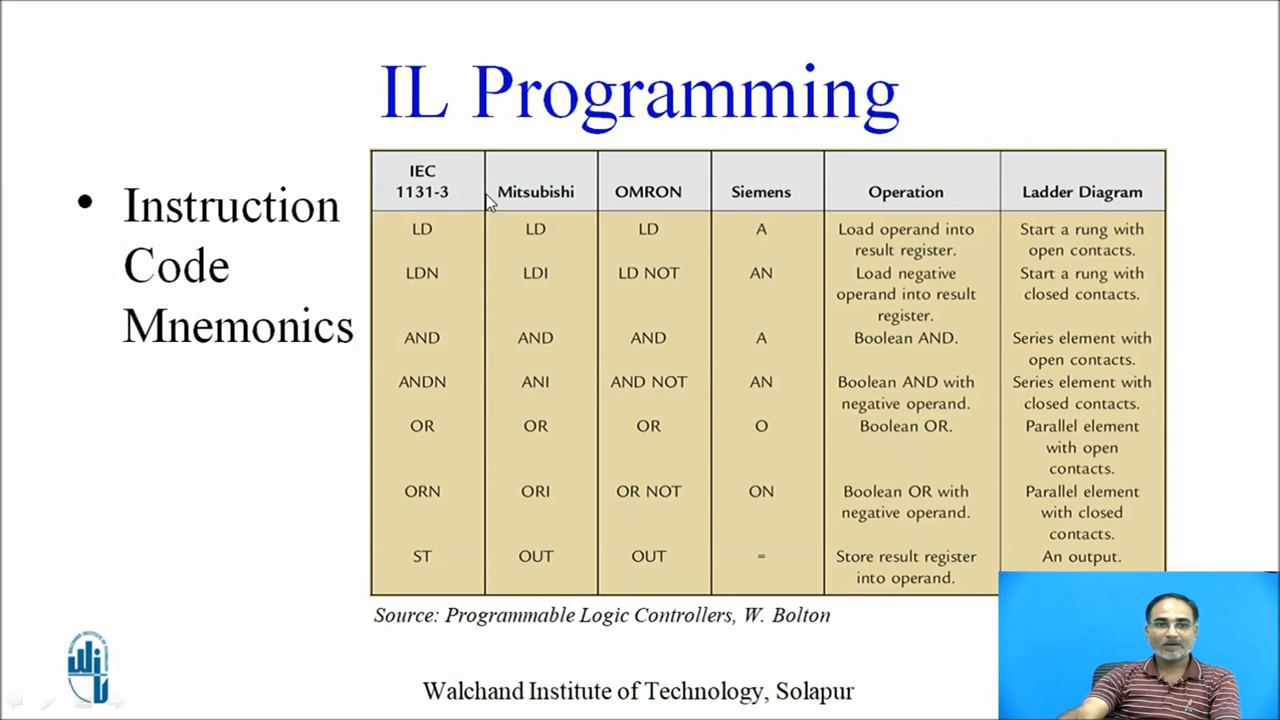 IL Programming
• Instruction
Code
Mnemonics
IEC
1131-3 Mitsubishi OMRON Siemens Operation Ladder Diagram
LD LD LD A Load operand into Start a rung with
result register. open contacts.
LDN LDI LD NOT AN Load negative Start a rung with
operand into result closed contacts.
register.
AND AND AND A Boolean AND. Series element with
open contacts.
ANDN ANI AND NOT AN Boolean AND with Series element with
negative operand. closed contacts.
OR OR OR O Boolean OR. Parallel element
with open
contacts.
ORN ORI OR NOT ON Boolean OR with Parallel element
negative operand. with closed
contacts.
ST OUT OUT = Store result register An output.
into operand.
Source: Programmable Logic Controllers, W. Bolton
Walchand Institute of Technology, Solapur